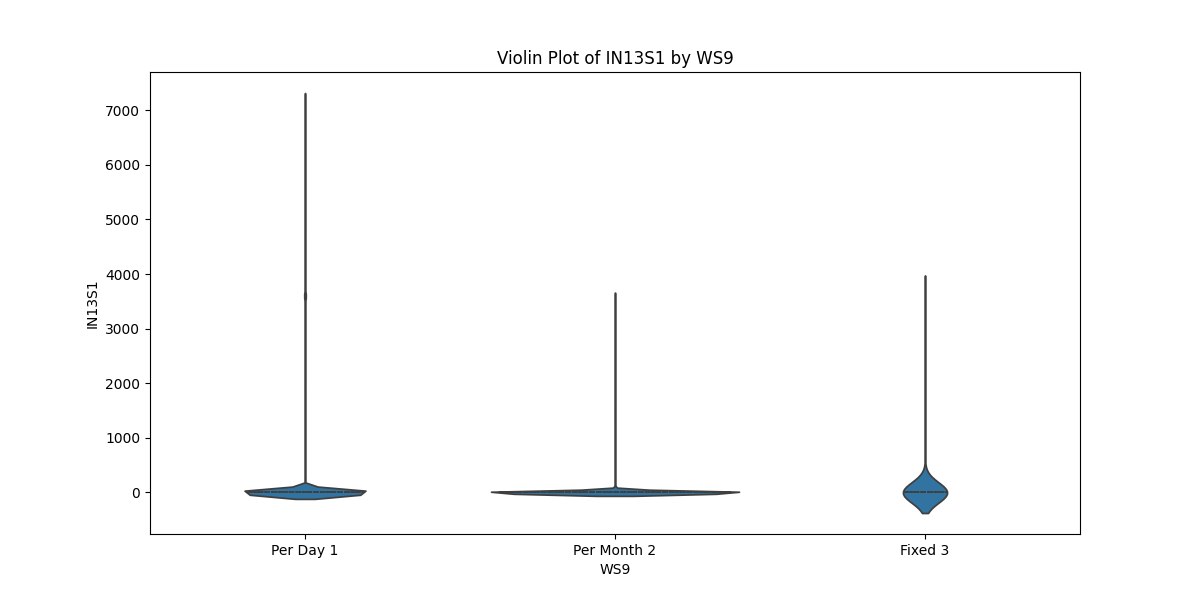 Violin Plot of IN13S1 by WS9
IN13S1
7000
6000
5000
4000
3000
2000
1000
0
Per Day 1
Per Month 2
Fixed 3
WS9